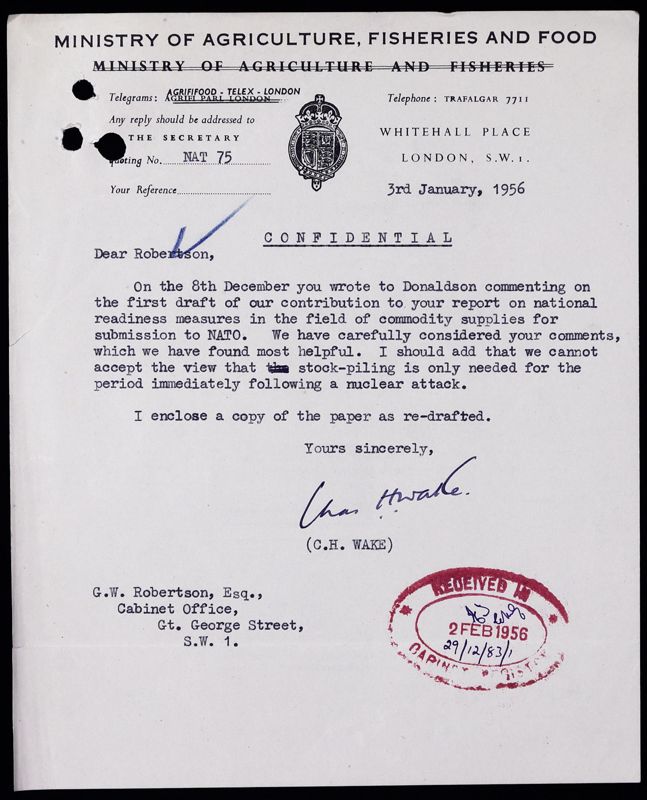 MINISTRY OF AGRICULTURE, FISHERIES AND FOOD
MINISTRY OF AGRICULTURE AND FISHERIES
AGRIFIFOOD - TELEX - LONDON
Telegrams: AGRIFI PARL LONDON
Telephone: TRAFALGAR 7711
Any reply should be addressed to
THE SECRETARY
WHITEHALL PLACE
LONDON, S.W.1.
quoting No. NAT 75
Your Reference
3rd January, 1956
CONFIDENTIAL
Dear Robertson,
On the 8th December you wrote to Donaldson commenting on
the first draft of our contribution to your report on national
readiness measures in the field of commodity supplies for
submission to NATO. We have carefully considered your comments,
which we have found most helpful. I should add that we cannot
accept the view that the stock-piling is only needed for the
period immediately following a nuclear attack.
I enclose a copy of the paper as re-drafted.
Yours sincerely,
Chas H. Wake.
(C.H. WAKE)
G.W. Robertson, Esq.,
Cabinet Office,
Gt. George Street,
S.W. 1.
RECEIVED IN
2 FEB 1956
29/12/83/1